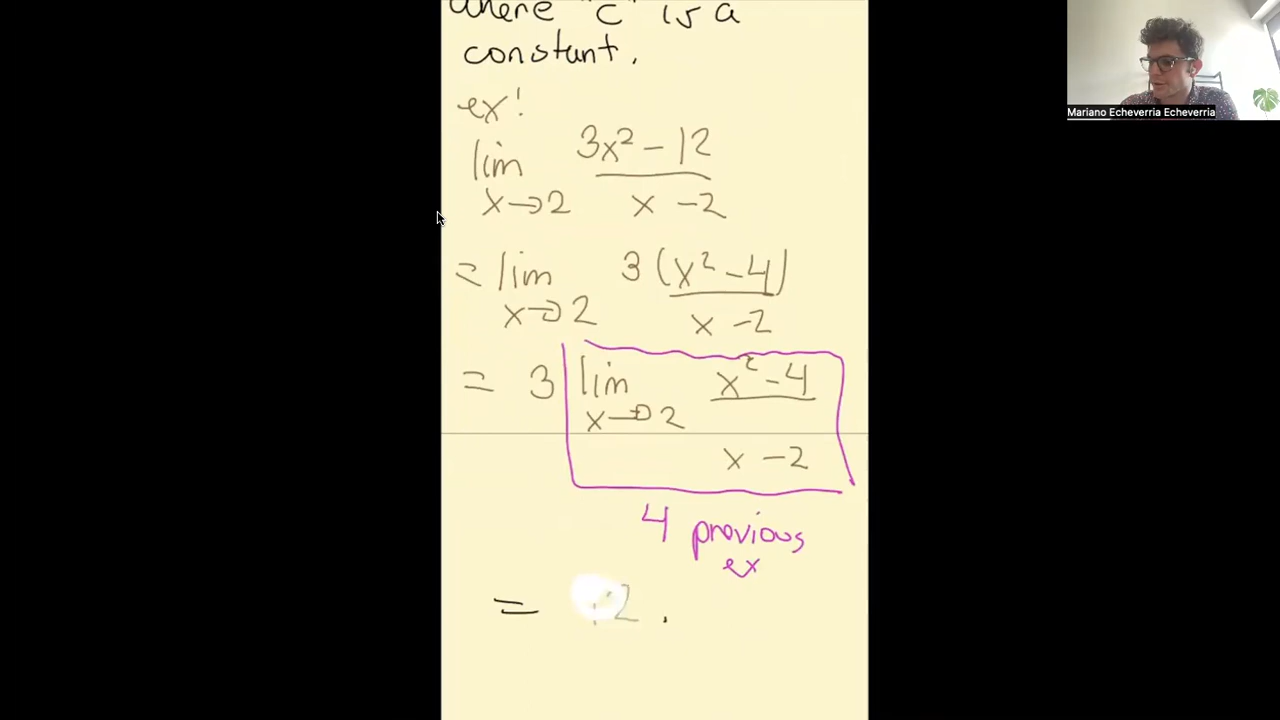 where "c" is a
constant.
Mariano Echeverria Echeverria
ex!
lim 3x² - 12
x→2 x - 2
= lim 3(x² - 4)
x→2 x - 2
= 3 lim x² - 4
x→2 x - 2
4 previous
ex
= 12.